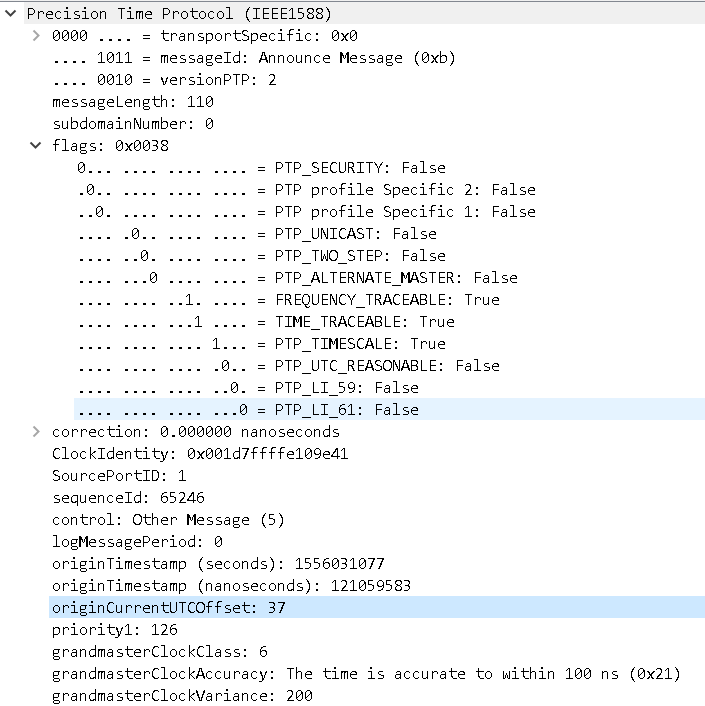 Precision Time Protocol (IEEE1588)
0000 .... = transportSpecific: 0x0
.... 1011 = messageId: Announce Message (0xb)
.... 0010 = versionPTP: 2
messageLength: 110
subdomainNumber: 0
flags: 0x0038
0... .... .... .... = PTP_SECURITY: False
.0.. .... .... .... = PTP profile Specific 2: False
..0. .... .... .... = PTP profile Specific 1: False
.... .0.. .... .... = PTP_UNICAST: False
.... ..0. .... .... = PTP_TWO_STEP: False
.... ...0 .... .... = PTP_ALTERNATE_MASTER: False
.... .... ..1. .... = FREQUENCY_TRACEABLE: True
.... .... ...1 .... = TIME_TRACEABLE: True
.... .... .... 1... = PTP_TIMESCALE: True
.... .... .... .0.. = PTP_UTC_REASONABLE: False
.... .... .... ..0. = PTP_LI_59: False
.... .... .... ...0 = PTP_LI_61: False
correction: 0.000000 nanoseconds
ClockIdentity: 0x001d7ffffe109e41
SourcePortID: 1
sequenceId: 65246
control: Other Message (5)
logMessagePeriod: 0
originTimestamp (seconds): 1556031077
originTimestamp (nanoseconds): 121059583
originCurrentUTCOffset: 37
priority1: 126
grandmasterClockClass: 6
grandmasterClockAccuracy: The time is accurate to within 100 ns (0x21)
grandmasterClockVariance: 200